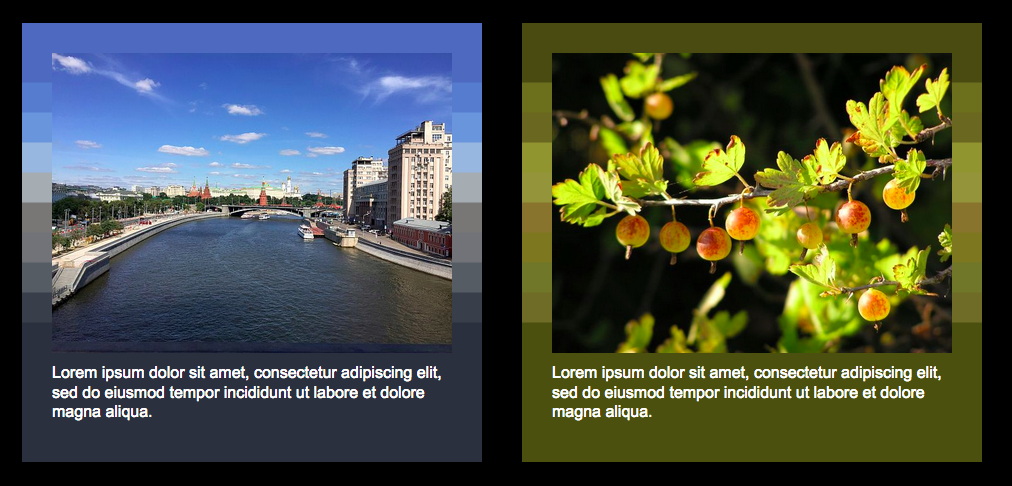 Lorem ipsum dolor sit amet, consectetur adipiscing elit,
sed do eiusmod tempor incididunt ut labore et dolore
magna aliqua.
Lorem ipsum dolor sit amet, consectetur adipiscing elit,
sed do eiusmod tempor incididunt ut labore et dolore
magna aliqua.